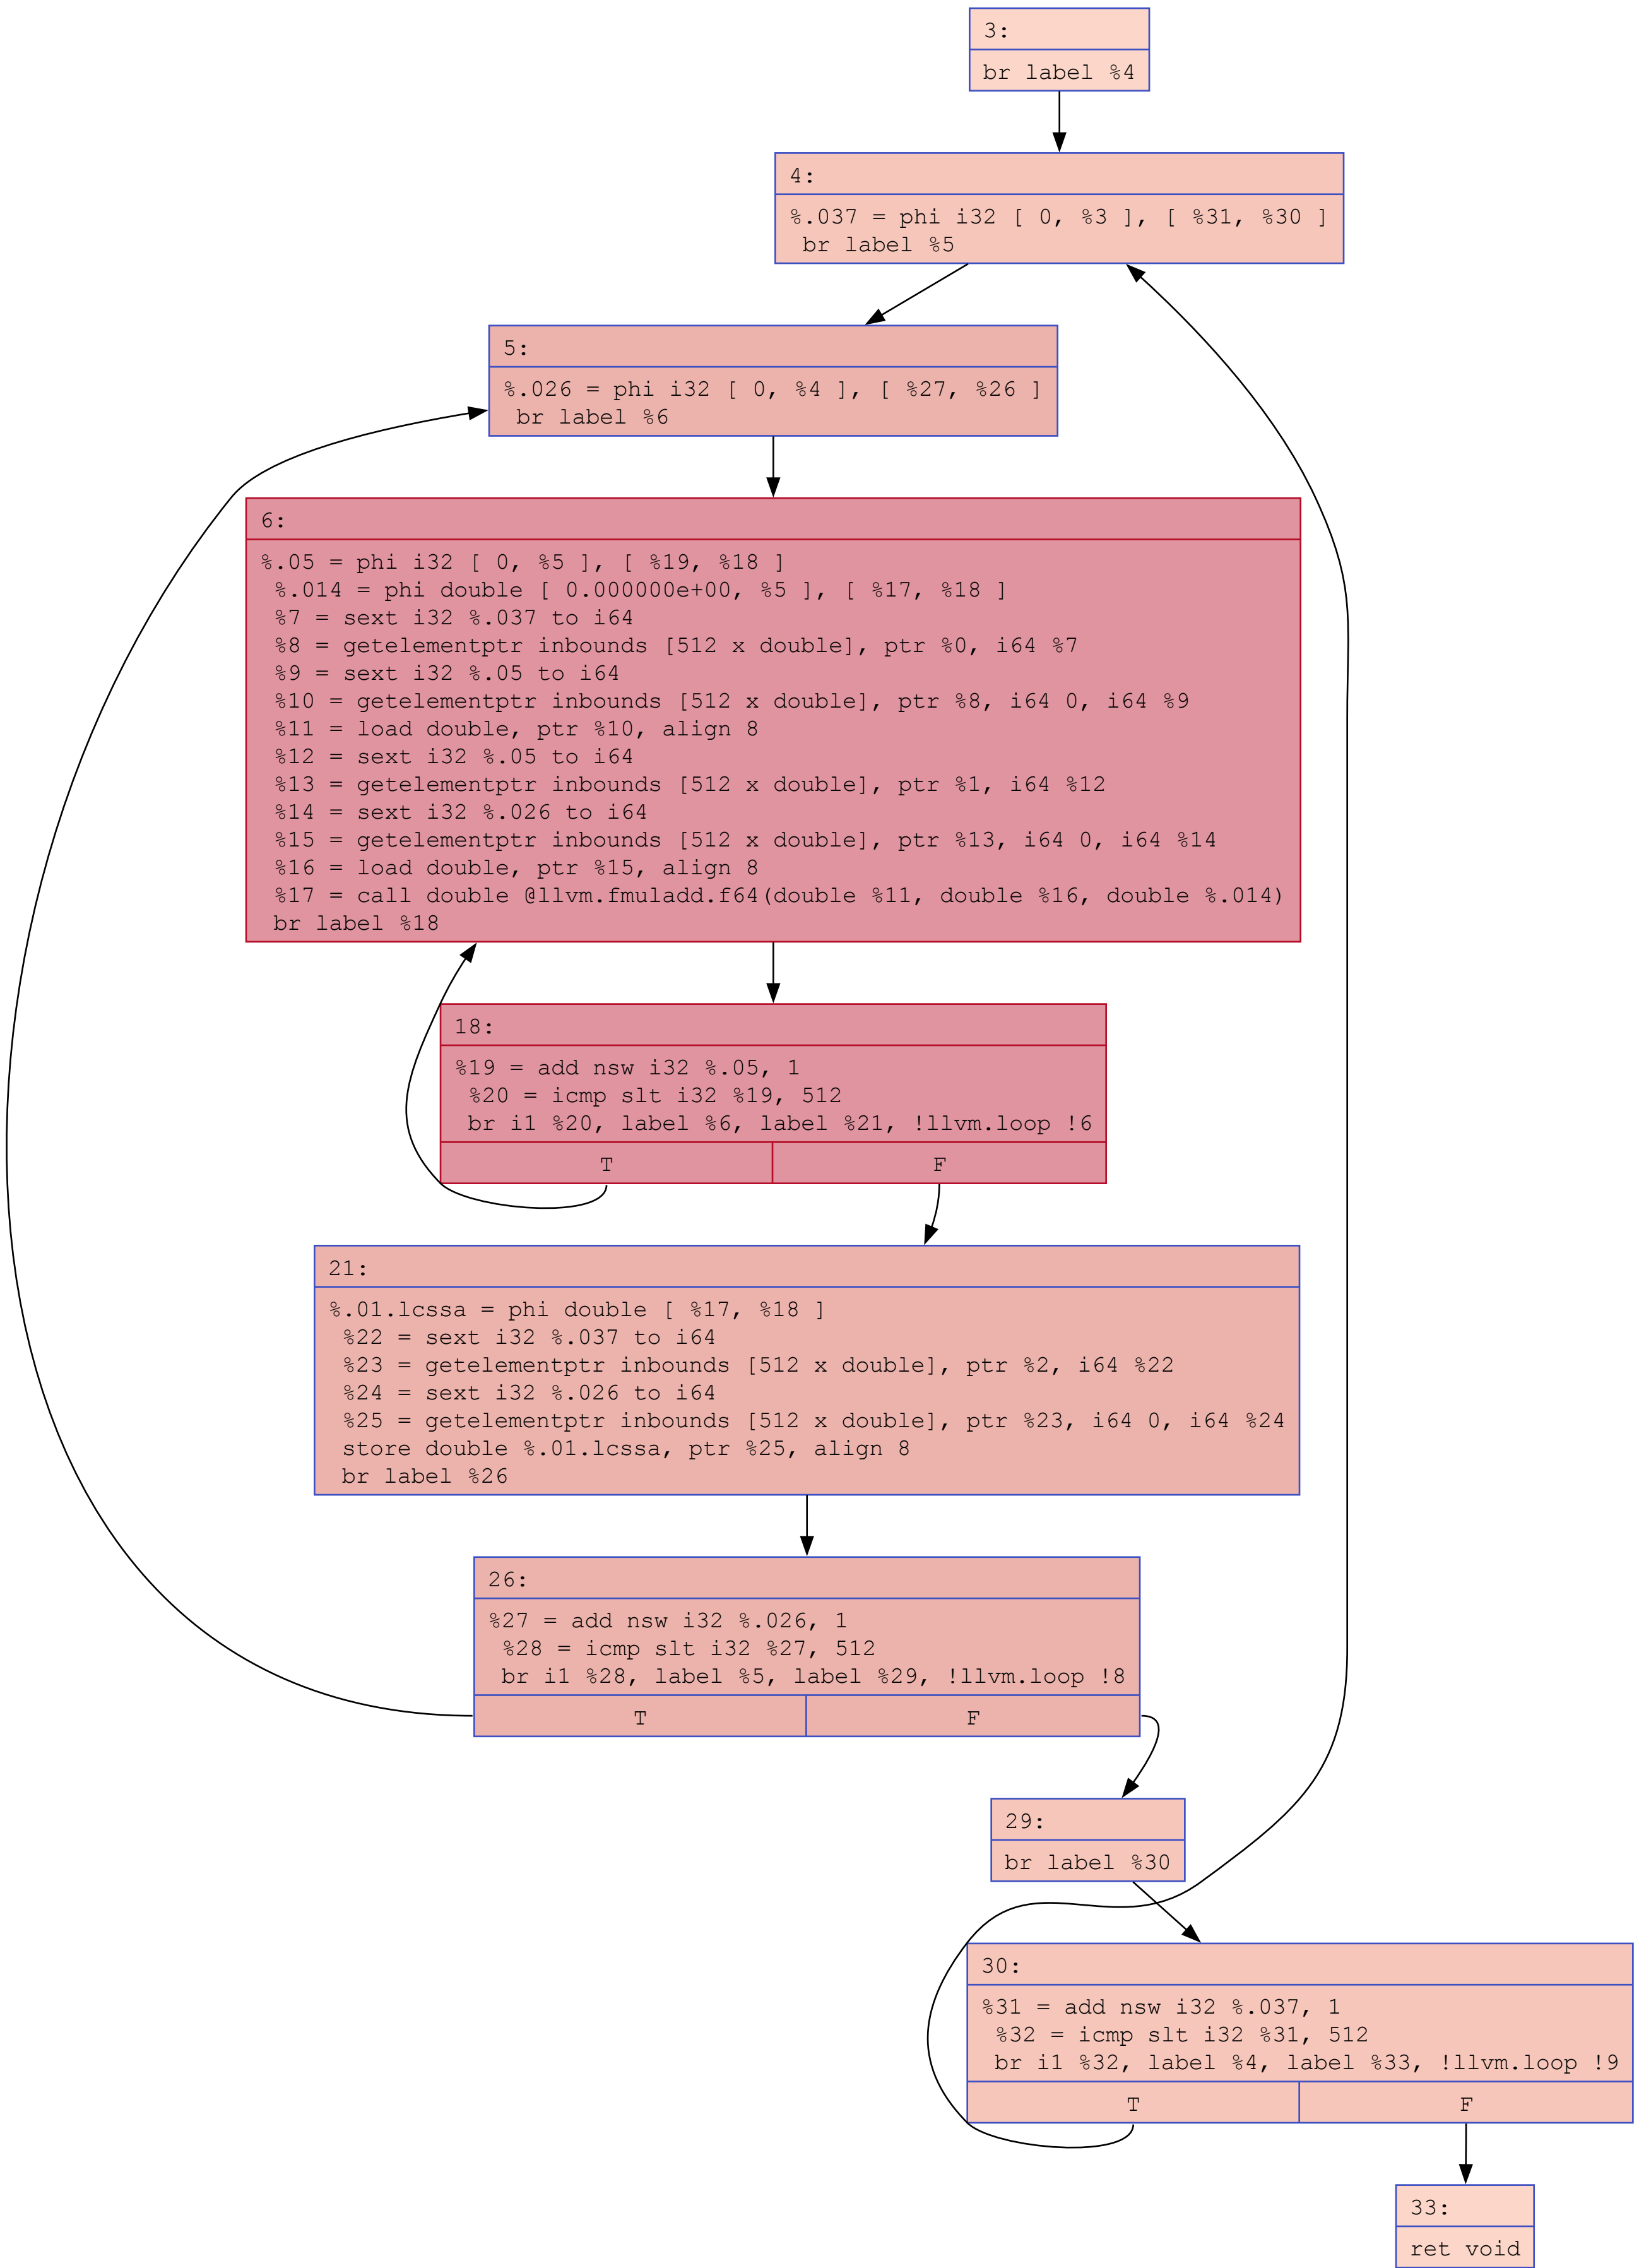 3:
br label %4
4:
%.037 = phi i32 [ 0, %3 ], [ %31, %30 ]
br label %5
5:
%.026 = phi i32 [ 0, %4 ], [ %27, %26 ]
br label %6
6:
%.05 = phi i32 [ 0, %5 ], [ %19, %18 ]
%.014 = phi double [ 0.000000e+00, %5 ], [ %17, %18 ]
%7 = sext i32 %.037 to i64
%8 = getelementptr inbounds [512 x double], ptr %0, i64 %7
%9 = sext i32 %.05 to i64
%10 = getelementptr inbounds [512 x double], ptr %8, i64 0, i64 %9
%11 = load double, ptr %10, align 8
%12 = sext i32 %.05 to i64
%13 = getelementptr inbounds [512 x double], ptr %1, i64 %12
%14 = sext i32 %.026 to i64
%15 = getelementptr inbounds [512 x double], ptr %13, i64 0, i64 %14
%16 = load double, ptr %15, align 8
%17 = call double @llvm.fmuladd.f64(double %11, double %16, double %.014)
br label %18
18:
%19 = add nsw i32 %.05, 1
%20 = icmp slt i32 %19, 512
br i1 %20, label %6, label %21, !llvm.loop !6
T F
21:
%.01.lcssa = phi double [ %17, %18 ]
%22 = sext i32 %.037 to i64
%23 = getelementptr inbounds [512 x double], ptr %2, i64 %22
%24 = sext i32 %.026 to i64
%25 = getelementptr inbounds [512 x double], ptr %23, i64 0, i64 %24
store double %.01.lcssa, ptr %25, align 8
br label %26
26:
%27 = add nsw i32 %.026, 1
%28 = icmp slt i32 %27, 512
br i1 %28, label %5, label %29, !llvm.loop !8
T F
29:
br label %30
30:
%31 = add nsw i32 %.037, 1
%32 = icmp slt i32 %31, 512
br i1 %32, label %4, label %33, !llvm.loop !9
T F
33:
ret void